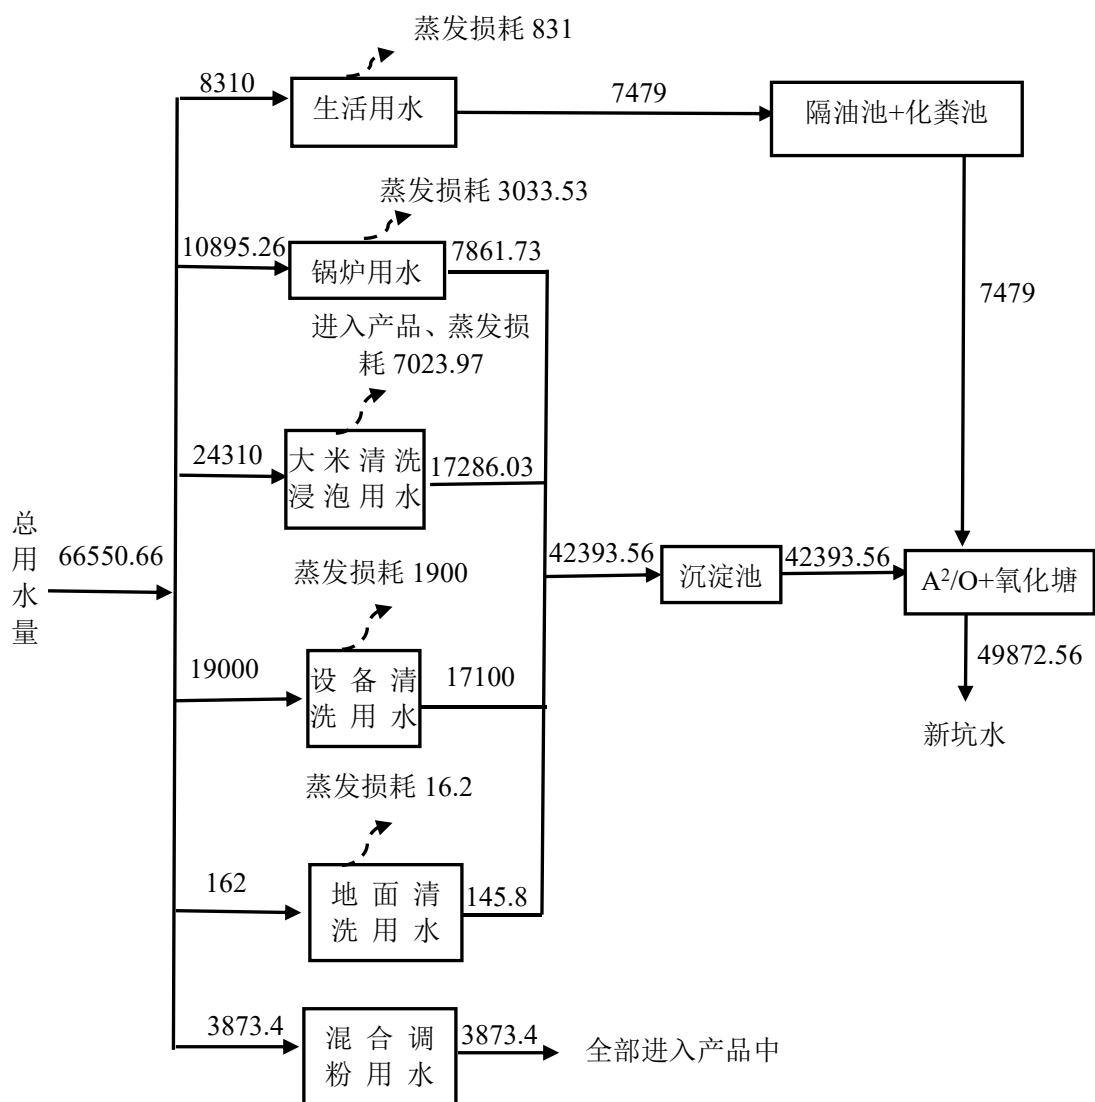 蒸发损耗 831
8310
生活用水
7479
隔油池+化粪池
蒸发损耗 3033.53
10895.26
锅炉用水
7861.73
7479
进入产品、蒸发损
耗 7023.97
24310
大米清洗
浸泡用水
17286.03
总
用
水
量
66550.66
42393.56
沉淀池
42393.56
A²/O+氧化塘
蒸发损耗 1900
19000
设备清
洗用水
17100
49872.56
新坑水
蒸发损耗 16.2
162
地面清
洗用水
145.8
3873.4
混合调
粉用水
3873.4
全部进入产品中